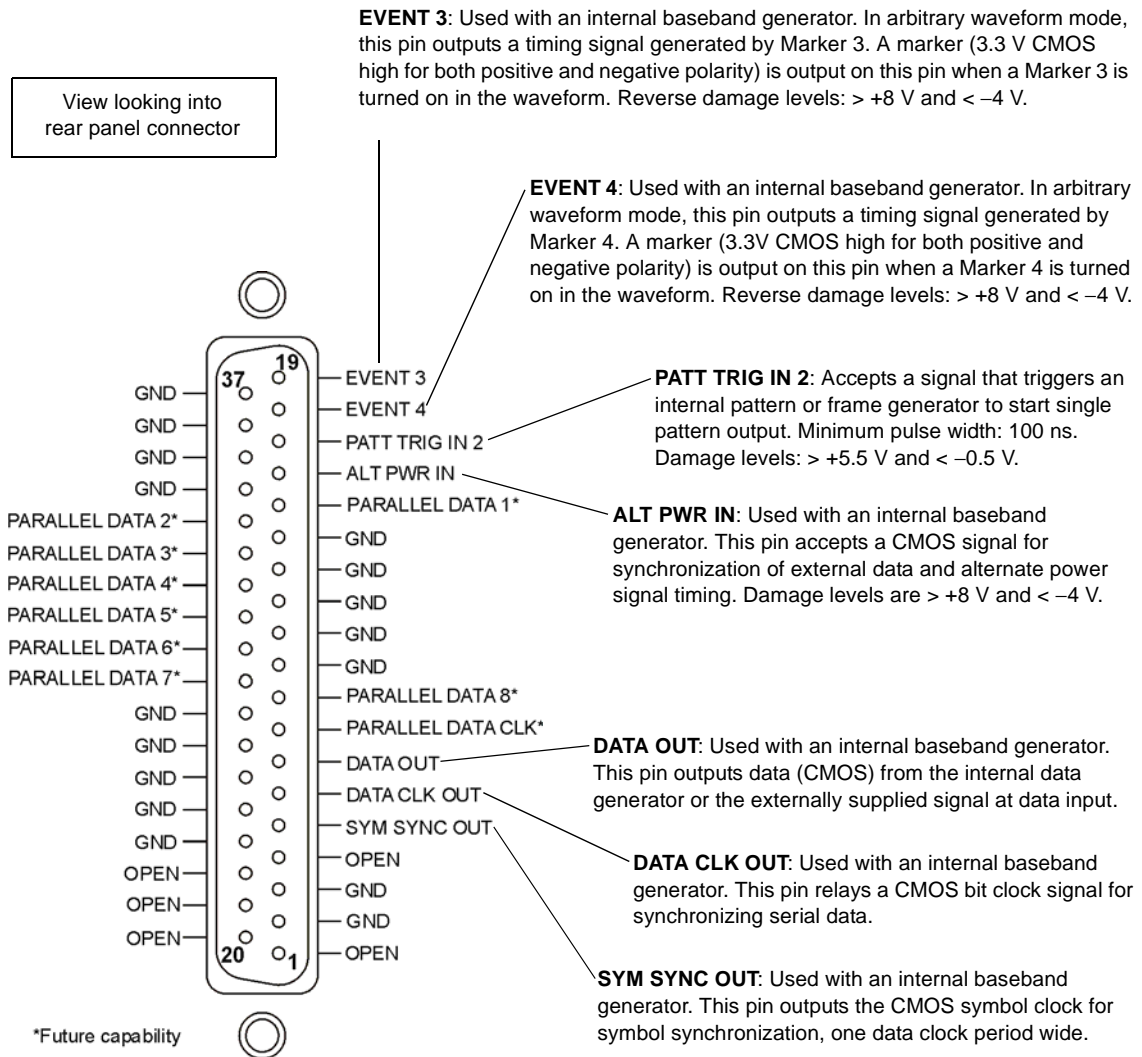 EVENT 3: Used with an internal baseband generator. In arbitrary waveform mode,
this pin outputs a timing signal generated by Marker 3. A marker (3.3 V CMOS
high for both positive and negative polarity) is output on this pin when a Marker 3 is
turned on in the waveform. Reverse damage levels: > +8 V and < −4 V.
View looking into
rear panel connector
EVENT 4: Used with an internal baseband generator. In arbitrary
waveform mode, this pin outputs a timing signal generated by
Marker 4. A marker (3.3V CMOS high for both positive and
negative polarity) is output on this pin when a Marker 4 is turned
on in the waveform. Reverse damage levels: > +8 V and < −4 V.
37
GND
GND
GND
GND
PARALLEL DATA 2*
PARALLEL DATA 3*
PARALLEL DATA 4*
PARALLEL DATA 5*
PARALLEL DATA 6*
PARALLEL DATA 7*
GND
GND
GND
GND
GND
OPEN
OPEN
OPEN
20
19
EVENT 3
EVENT 4
PATT TRIG IN 2
ALT PWR IN
PARALLEL DATA 1*
GND
GND
GND
GND
GND
PARALLEL DATA 8*
PARALLEL DATA CLK*
DATA OUT
DATA CLK OUT
SYM SYNC OUT
OPEN
GND
GND
OPEN
1
PATT TRIG IN 2: Accepts a signal that triggers an
internal pattern or frame generator to start single
pattern output. Minimum pulse width: 100 ns.
Damage levels: > +5.5 V and < −0.5 V.
ALT PWR IN: Used with an internal baseband
generator. This pin accepts a CMOS signal for
synchronization of external data and alternate power
signal timing. Damage levels are > +8 V and < −4 V.
DATA OUT: Used with an internal baseband generator.
This pin outputs data (CMOS) from the internal data
generator or the externally supplied signal at data input.
DATA CLK OUT: Used with an internal baseband
generator. This pin relays a CMOS bit clock signal for
synchronizing serial data.
SYM SYNC OUT: Used with an internal baseband
generator. This pin outputs the CMOS symbol clock for
symbol synchronization, one data clock period wide.
*Future capability